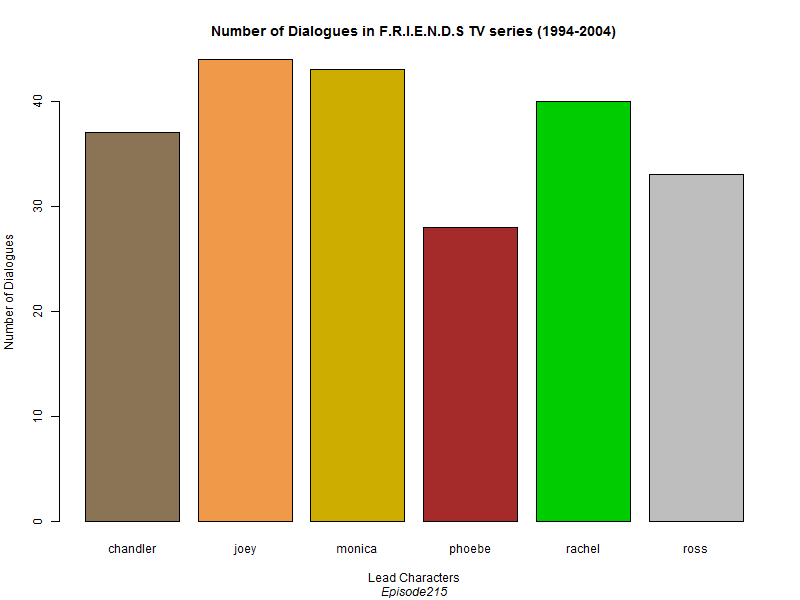 Number of Dialogues in F.R.I.E.N.D.S TV series (1994-2004)
Number of Dialogues
40
30
20
10
0
chandler joey monica phoebe rachel ross
Lead Characters
Episode215